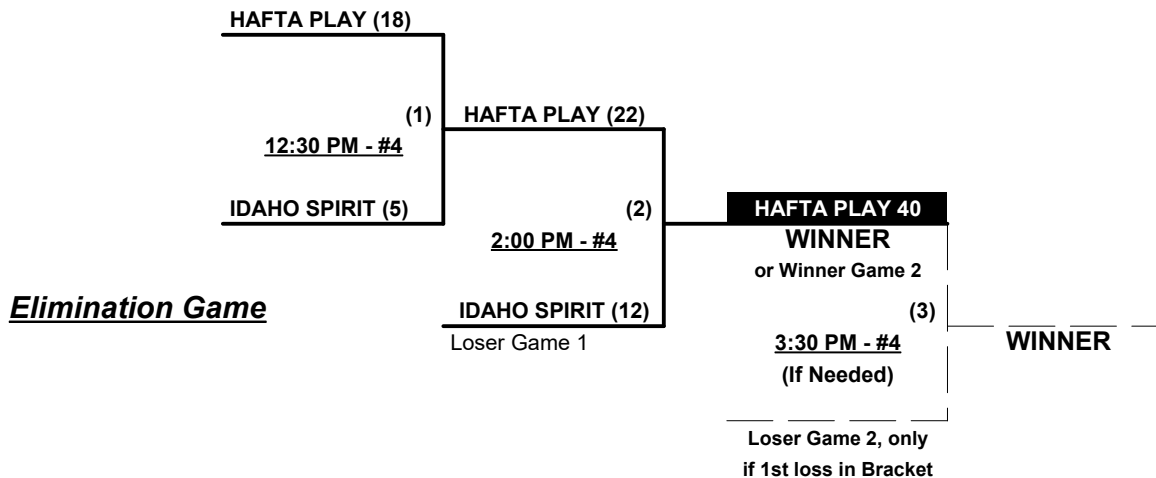 HAFTA PLAY (18)
(1)
HAFTA PLAY (22)
12:30 PM - #4
IDAHO SPIRIT (5)
(2)
HAFTA PLAY 40
2:00 PM - #4
WINNER
or Winner Game 2
Elimination Game
IDAHO SPIRIT (12)
(3)
Loser Game 1
3:30 PM - #4
WINNER
(If Needed)
Loser Game 2, only
if 1st loss in Bracket